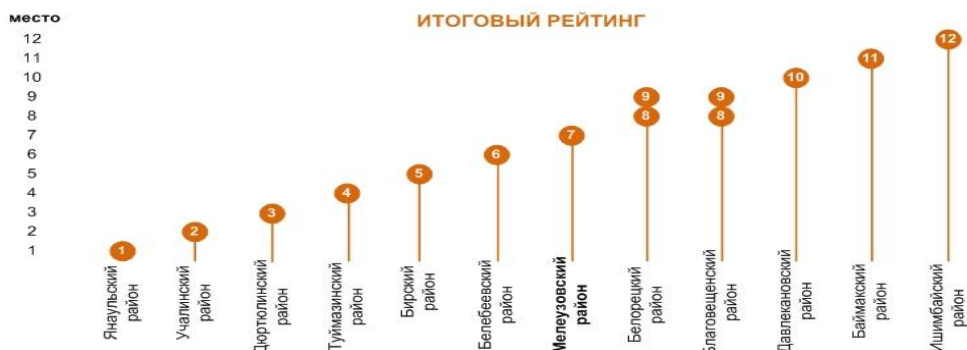 место
ИТОГОВЫЙ РЕЙТИНГ
12
11
10
9
8
7
6
5
4
3
2
1
1
2
3
4
5
6
7
9
8
9
8
10
11
12
Янаульский
район
Учалинский
район
Дюртюлинский
район
Туймазинский
район
Бирский
район
Белебеевский
район
Мелеузовский
район
Белорецкий
район
Благовещенский
район
Давлекановский
район
Баймакский
район
Ишимбайский
район